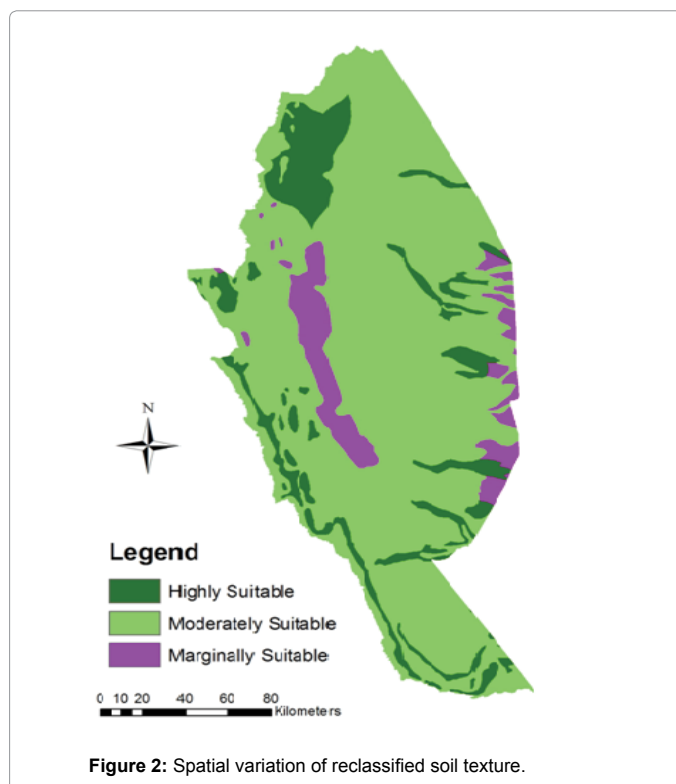 N
Legend
Highly Suitable
Moderately Suitable
Marginally Suitable
0 10 20 40 60 80
Kilometers
Figure 2: Spatial variation of reclassified soil texture.